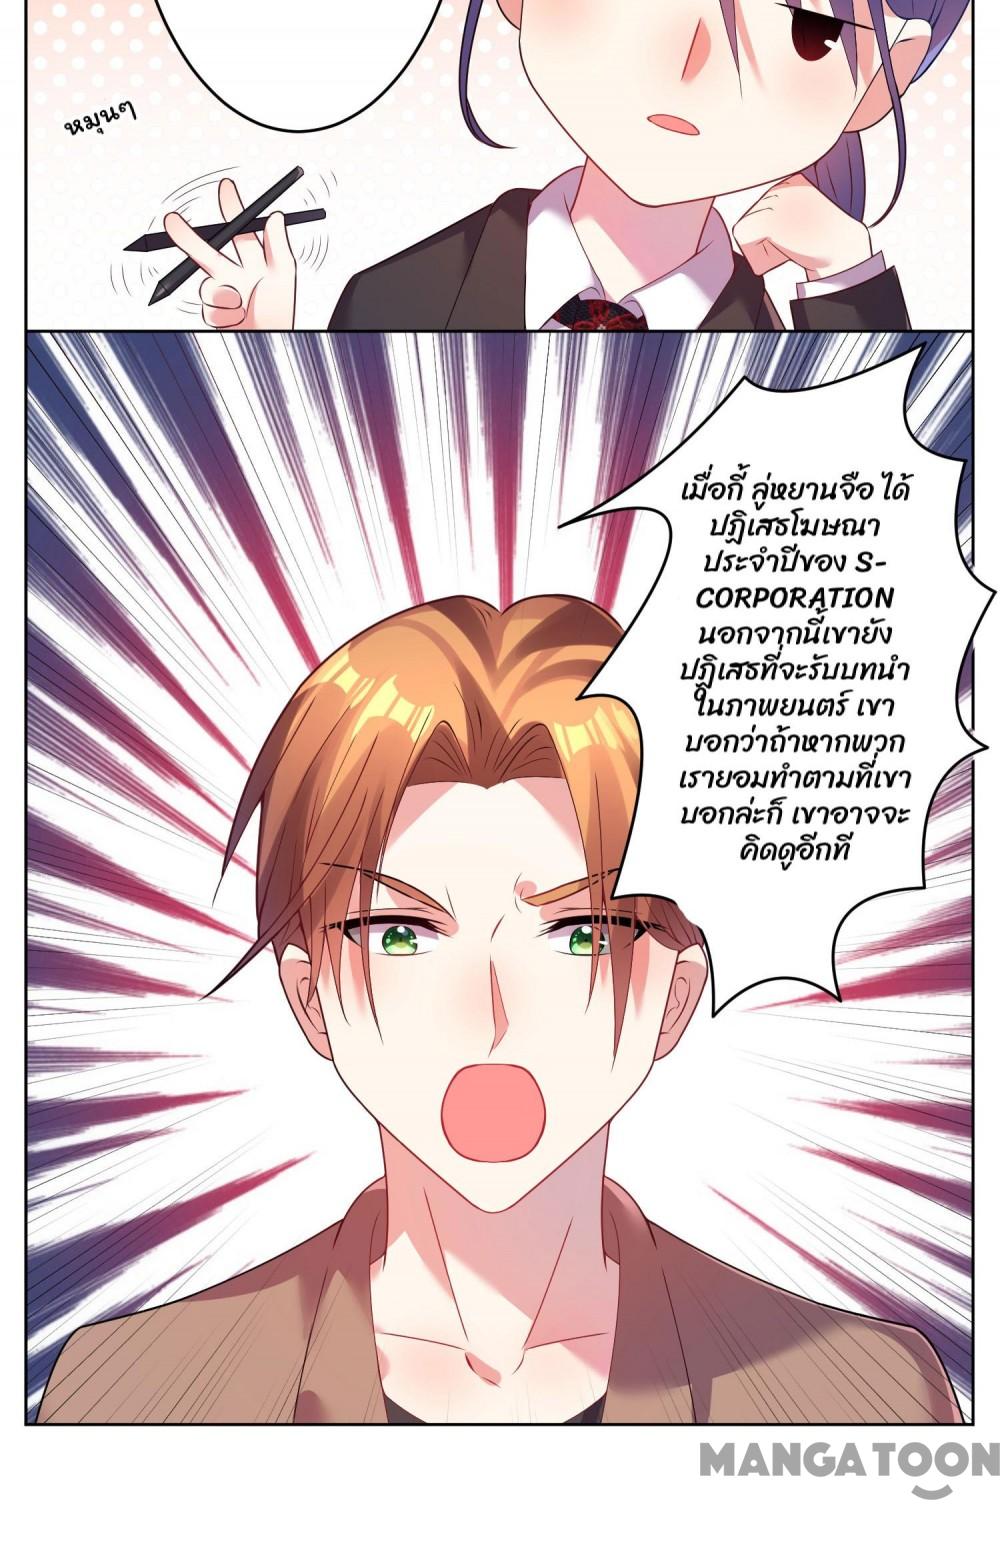 หมุนๆ
เมื่อกี้ ลู่หยานจือ ได้
ปฏิเสธโฆษณา
ประจำปีของ S-
CORPORATION
นอกจากนี้เขายัง
ปฏิเสธที่จะรับบทนำ
ในภาพยนตร์ เขา
บอกว่าถ้าหากพวก
เรายอมทำตามที่เขา
บอกล่ะก็ เขาอาจจะ
คิดดูอีกที
MANGATOON